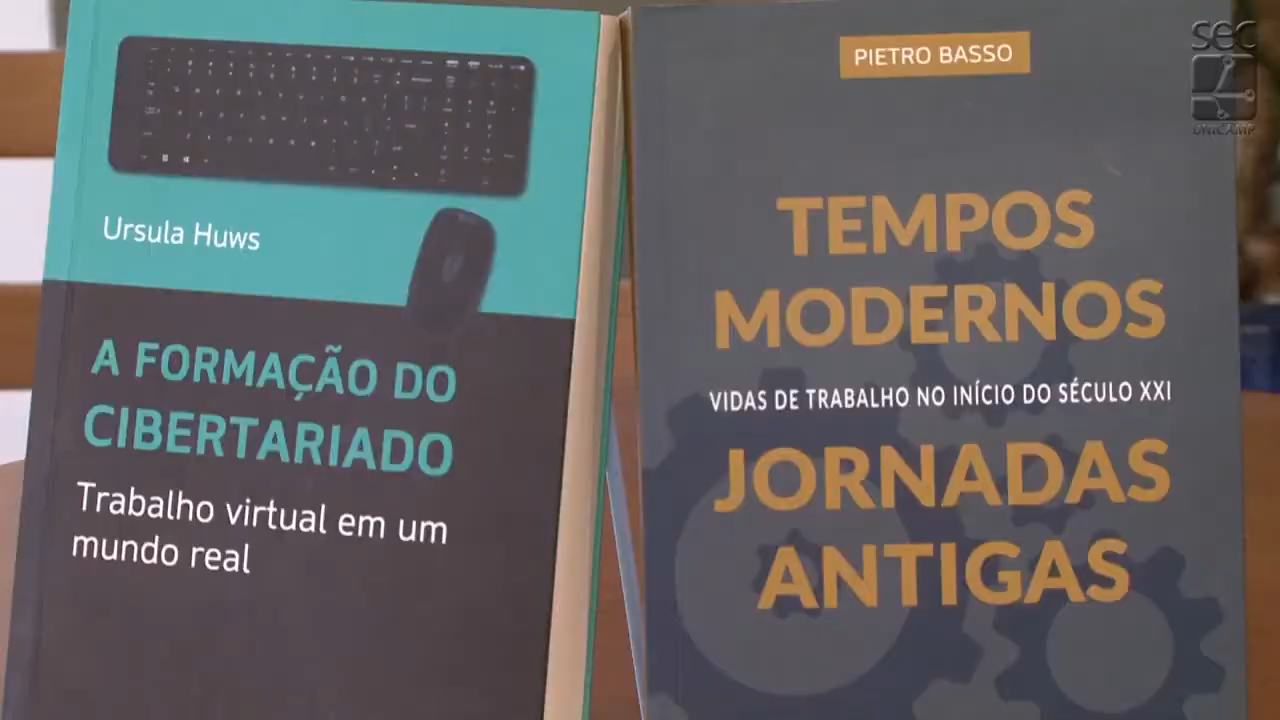 Ursula Huws
A FORMAÇÃO DO
CIBERTARIADO
Trabalho virtual em um
mundo real
PIETRO BASSO
TEMPOS
MODERNOS
VIDAS DE TRABALHO NO INÍCIO DO SÉCULO XXI
JORNADAS
ANTIGAS
sec
UNICAMP